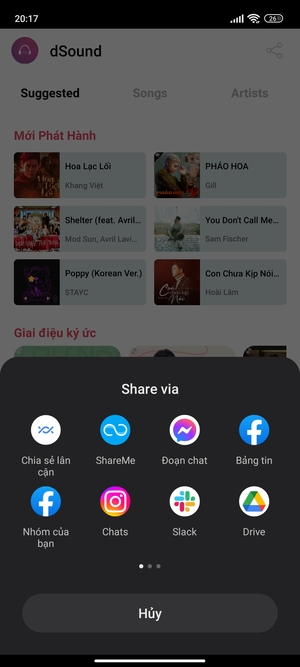 20:17
26
dSound
Suggested
Songs
Artists
Mới Phát Hành
Hoa Lạc Lối
Khang Việt
PHÁO HOA
Gill
Shelter (feat. Avril...
Mod Sun, Avril Lavi...
You Don't Call Me...
Sam Fischer
Poppy (Korean Ver.)
STAYC
Con Chưa Kịp Nói...
Hoài Lâm
Giai điệu ký ức
Share via
Chia sẻ lân
cận
ShareMe
Đoạn chat
Bảng tin
Nhóm của
bạn
Chats
Slack
Drive
Hủy